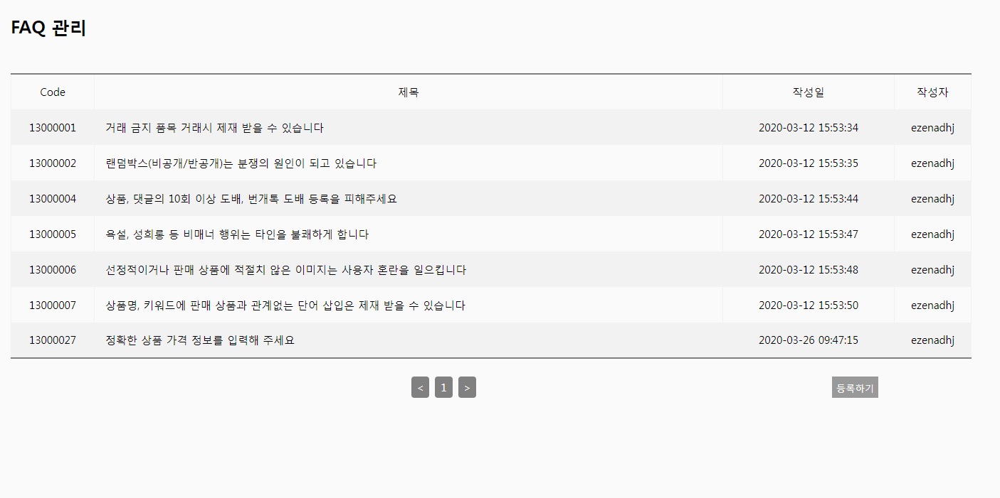 FAQ 관리
Code 제목 작성일 작성자
13000001 거래 금지 품목 거래시 제재 받을 수 있습니다 2020-03-12 15:53:34 ezenadhj
13000002 랜덤박스(비공개/반공개)는 분쟁의 원인이 되고 있습니다 2020-03-12 15:53:35 ezenadhj
13000004 상품, 댓글의 10회 이상 도배, 번개톡 도배 등록을 피해주세요 2020-03-12 15:53:44 ezenadhj
13000005 욕설, 성희롱 등 비매너 행위는 타인을 불쾌하게 합니다 2020-03-12 15:53:47 ezenadhj
13000006 선정적이거나 판매 상품에 적절치 않은 이미지는 사용자 혼란을 일으킵니다 2020-03-12 15:53:48 ezenadhj
13000007 상품명, 키워드에 판매 상품과 관계없는 단어 삽입은 제재 받을 수 있습니다 2020-03-12 15:53:50 ezenadhj
13000027 정확한 상품 가격 정보를 입력해 주세요 2020-03-26 09:47:15 ezenadhj
< 1 > 등록하기